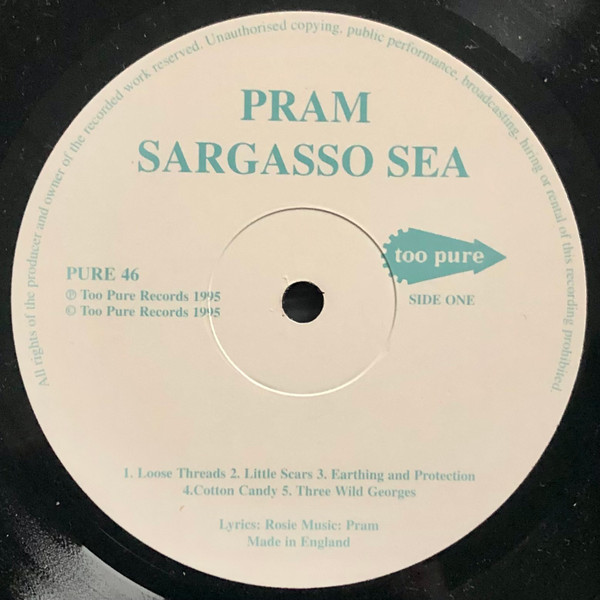 All rights of the producer and owner of the recorded work reserved. Unauthorised copying, public performance, broadcasting, hiring or rental of this recording prohibited.
PRAM
SARGASSO SEA
too pure
PURE 46
℗ Too Pure Records 1995
© Too Pure Records 1995
SIDE ONE
1. Loose Threads 2. Little Scars 3. Earthing and Protection
4.Cotton Candy 5. Three Wild Georges
Lyrics: Rosie Music: Pram
Made in England